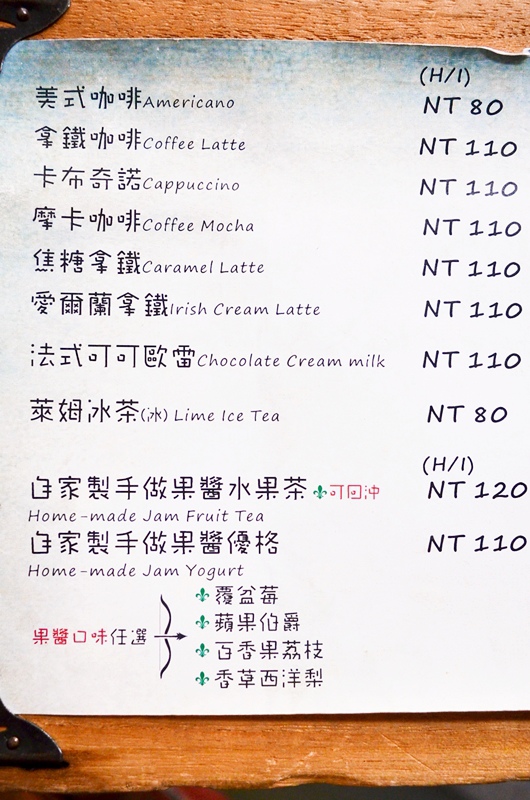 (H/I)
美式咖啡Americano NT 80
拿鐵咖啡Coffee Latte NT 110
卡布奇諾Cappuccino NT 110
摩卡咖啡Coffee Mocha NT 110
焦糖拿鐵Caramel Latte NT 110
愛爾蘭拿鐵Irish Cream Latte NT 110
法式可可歐雷Chocolate Cream milk NT 110
萊姆冰茶(冰) Lime Ice Tea NT 80
(H/I)
自家製手做果醬水果茶 可回沖 NT 120
Home-made Jam Fruit Tea
自家製手做果醬優格 NT 110
Home-made Jam Yogurt
果醬口味任選
覆盆莓
蘋果伯爵
百香果荔枝
香草西洋梨